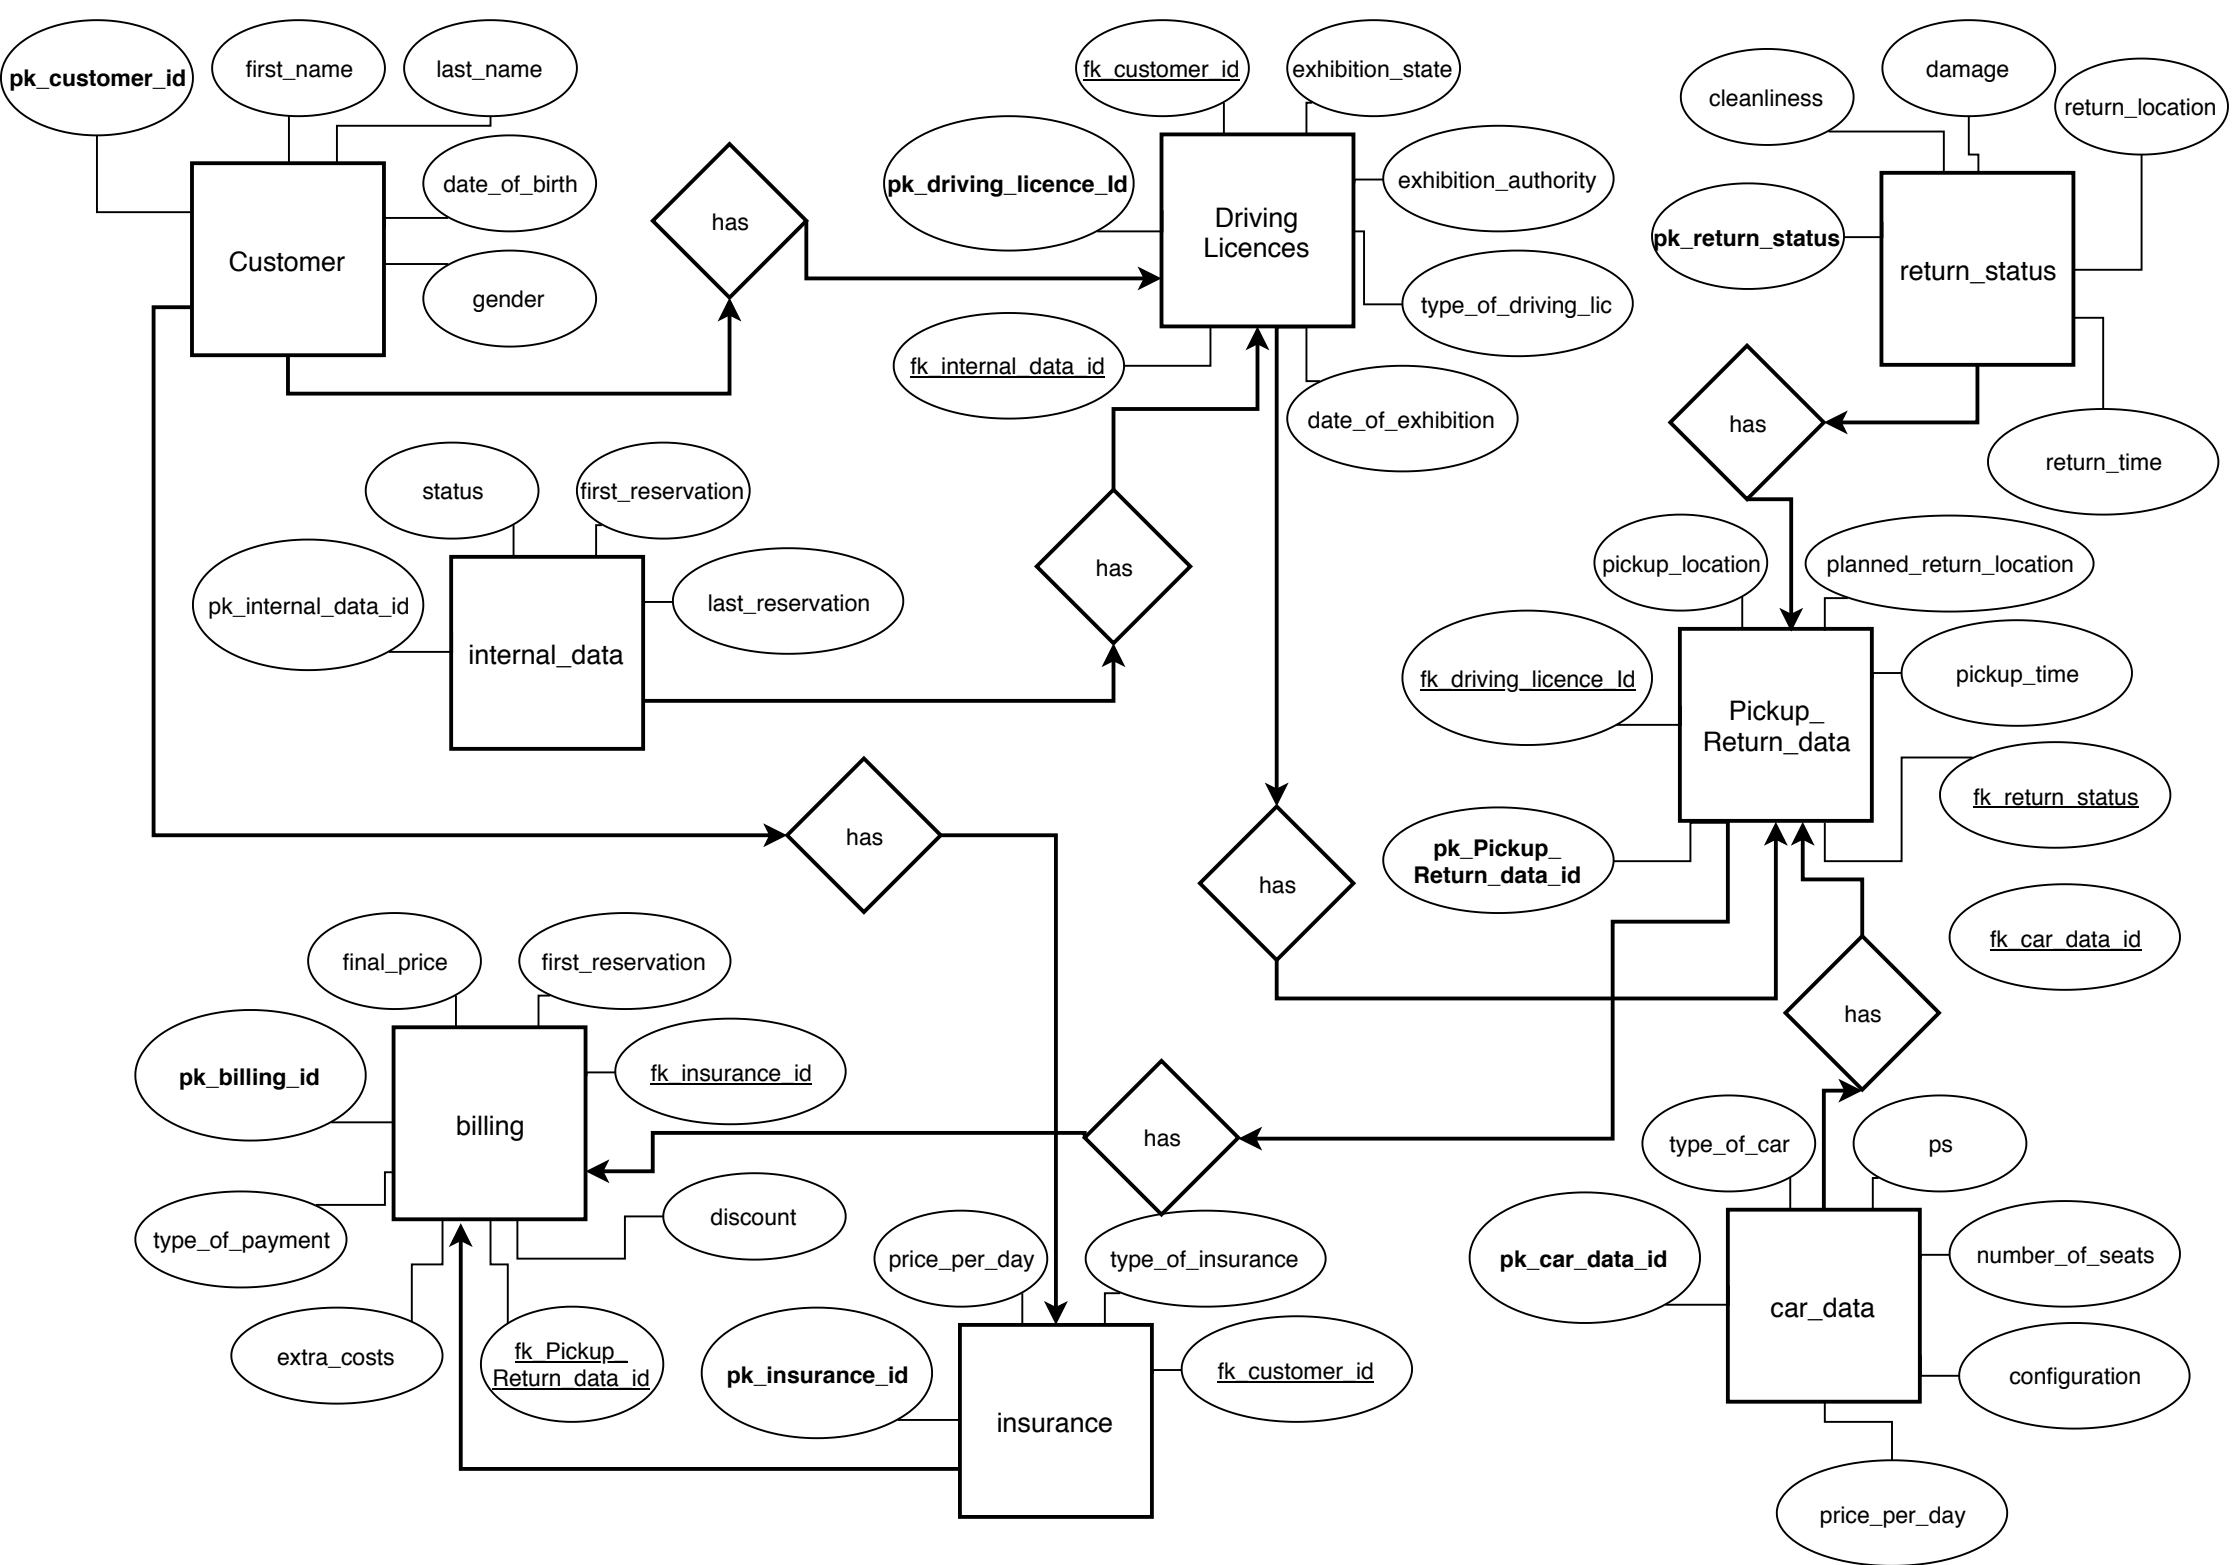 pk_customer_id
first_name
last_name
date_of_birth
gender
Customer
has
fk_customer_id
exhibition_state
pk_driving_licence_Id
exhibition_authority
Driving
Licences
type_of_driving_lic
fk_internal_data_id
date_of_exhibition
cleanliness
damage
return_location
pk_return_status
return_status
return_time
has
status
first_reservation
pk_internal_data_id
last_reservation
internal_data
has
pickup_location
planned_return_location
fk_driving_licence_Id
pickup_time
Pickup_
Return_data
fk_return_status
pk_Pickup_
Return_data_id
fk_car_data_id
has
has
has
final_price
first_reservation
pk_billing_id
fk_insurance_id
billing
type_of_payment
discount
extra_costs
fk_Pickup_
Return_data_id
has
price_per_day
type_of_insurance
pk_insurance_id
fk_customer_id
insurance
type_of_car
ps
pk_car_data_id
number_of_seats
car_data
configuration
price_per_day